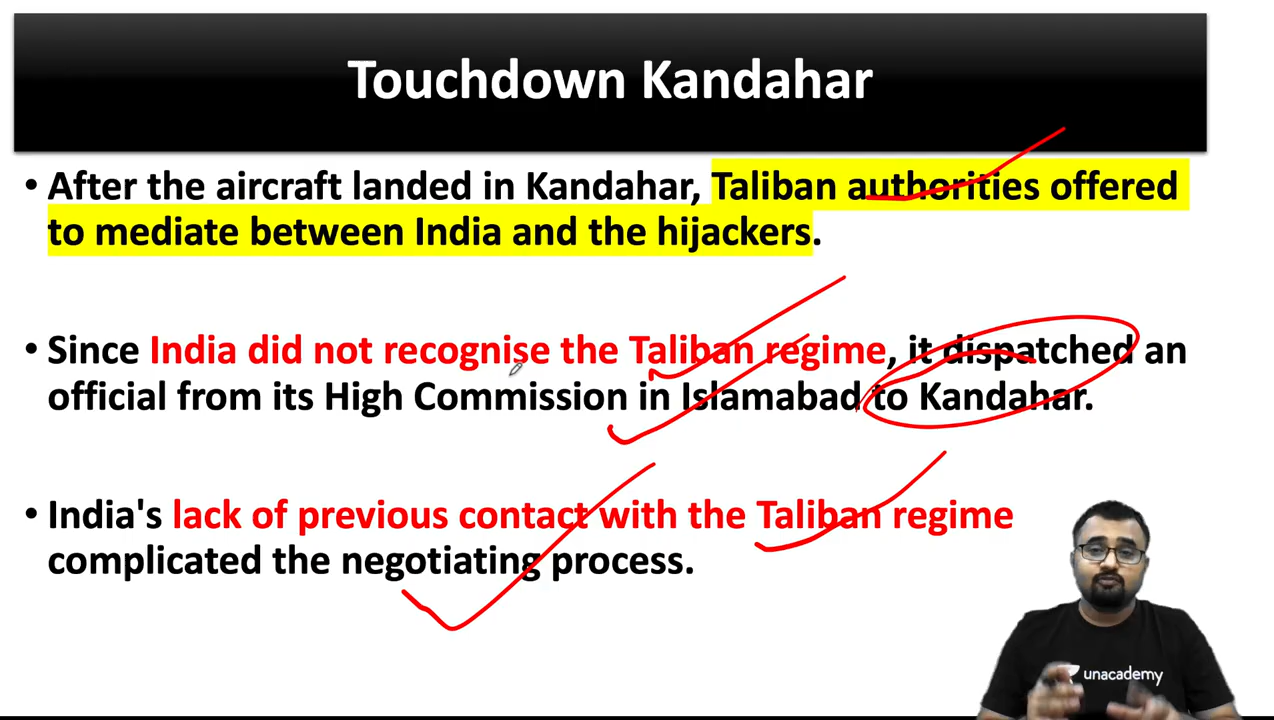 Touchdown Kandahar
• After the aircraft landed in Kandahar, Taliban authorities offered
to mediate between India and the hijackers.
• Since India did not recognise the Taliban regime, it dispatched an
official from its High Commission in Islamabad to Kandahar.
• India's lack of previous contact with the Taliban regime
complicated the negotiating process.
unacademy